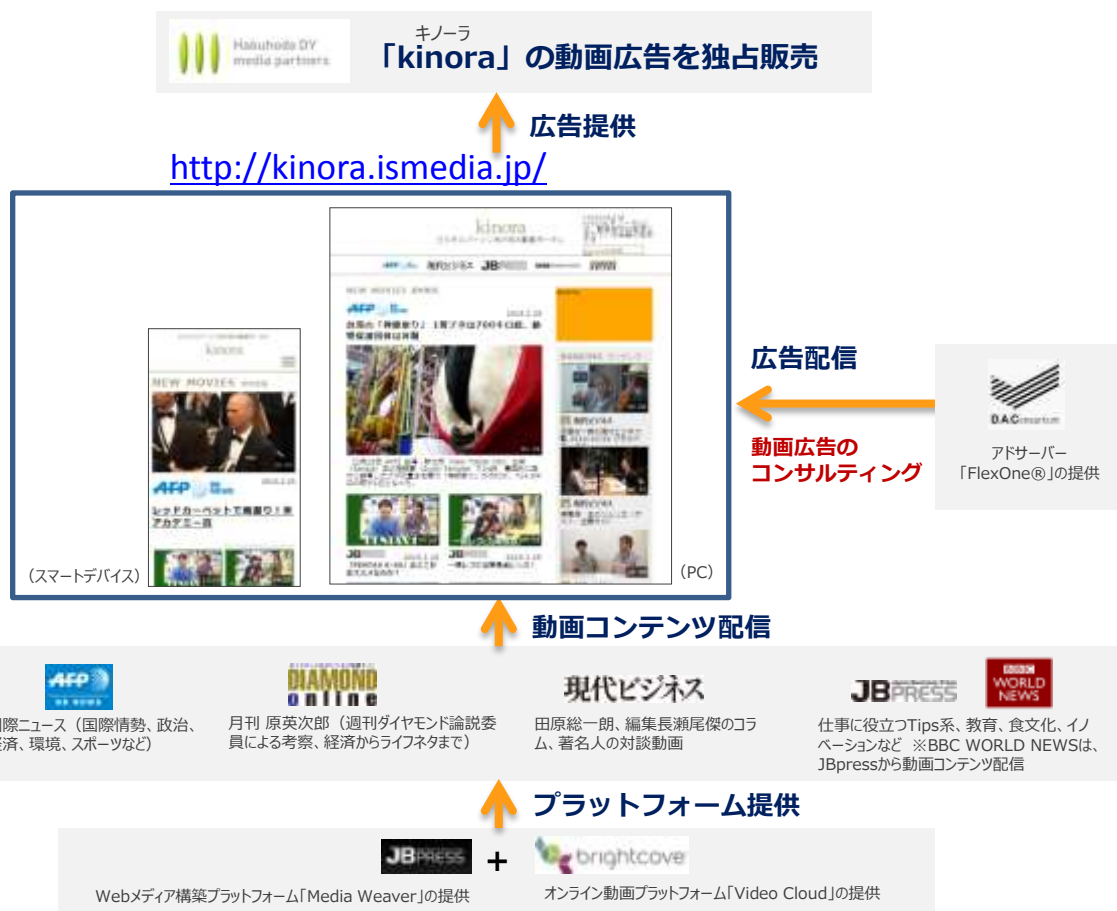 Hakuhodo DY
media partners
キノーラ
「kinora」の動画広告を独占販売
広告提供
http://kinora.ismedia.jp/
kinora
現代ビジネス JBPRESS
NEW MOVIES
AFP
kinora
NEW MOVIES
AFP
レッドカーペットで
アカデミー賞
JB
JB
（スマートデバイス）
（PC）
広告配信
動画広告の
コンサルティング
D.A.Consortium
アドサーバー
「FlexOne®」の提供
動画コンテンツ配信
AFP
BB NEWS
際ニュース（国際情勢、政治、
済、環境、スポーツなど）
DIAMOND
online
月刊 原英次郎（週刊ダイヤモンド論説委
員による考察、経済からライフネタまで）
現代ビジネス
田原総一朗、編集長瀬尾傑のコラ
ム、著名人の対談動画
JBPRESS
BBC
WORLD
NEWS
仕事に役立つTips系、教育、食文化、イノ
ベーションなど ※BBC WORLD NEWSは、
JBpressから動画コンテンツ配信
プラットフォーム提供
JBPRESS
+
brightcove
Webメディア構築プラットフォーム「Media Weaver」の提供
オンライン動画プラットフォーム「Video Cloud」の提供